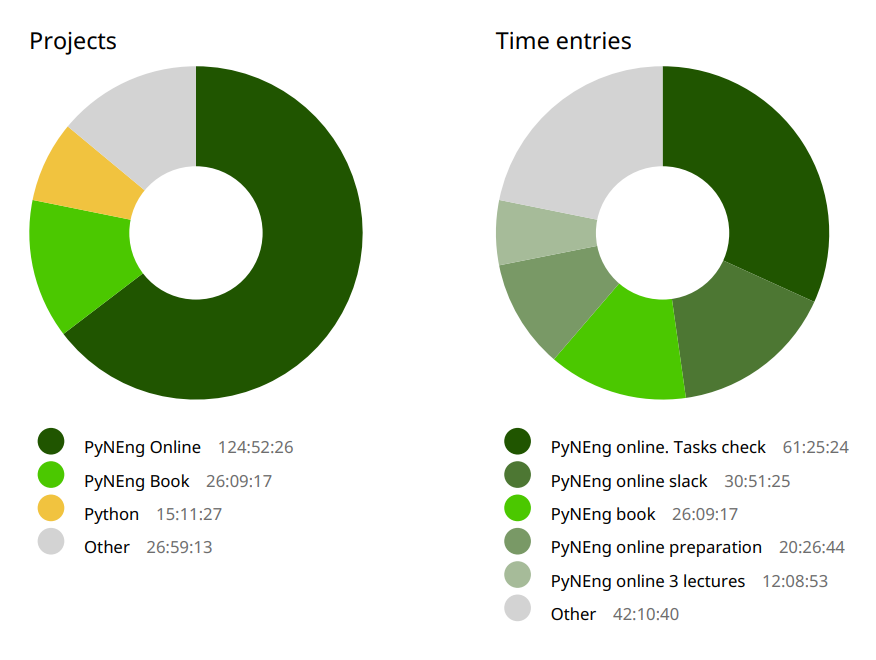 Projects
PyNEng Online 124:52:26
PyNEng Book 26:09:17
Python 15:11:27
Other 26:59:13
Time entries
PyNEng online. Tasks check 61:25:24
PyNEng online slack 30:51:25
PyNEng book 26:09:17
PyNEng online preparation 20:26:44
PyNEng online 3 lectures 12:08:53
Other 42:10:40